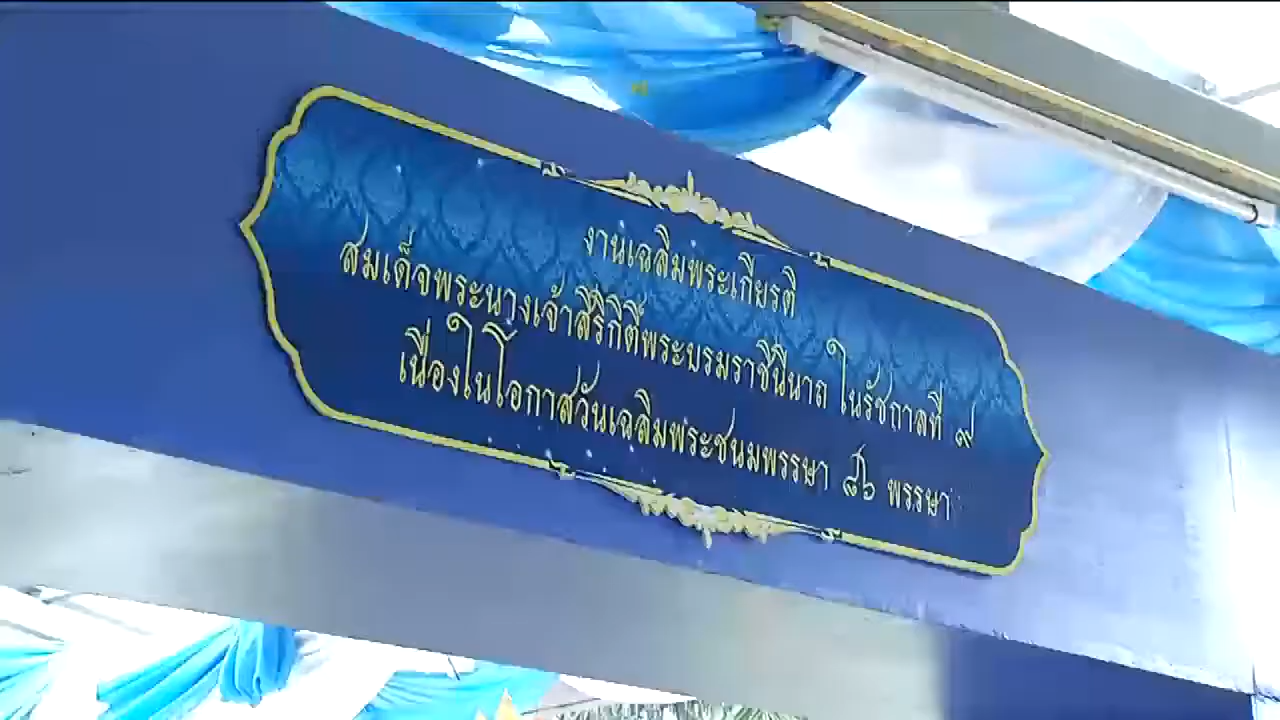 งานเฉลิมพระเกียรติ
สมเด็จพระนางเจ้าสิริกิติ์พระบรมราชินีนาถ ในรัชกาลที่ ๙
เนื่องในโอกาสวันเฉลิมพระชนมพรรษา ๘๖ พรรษา